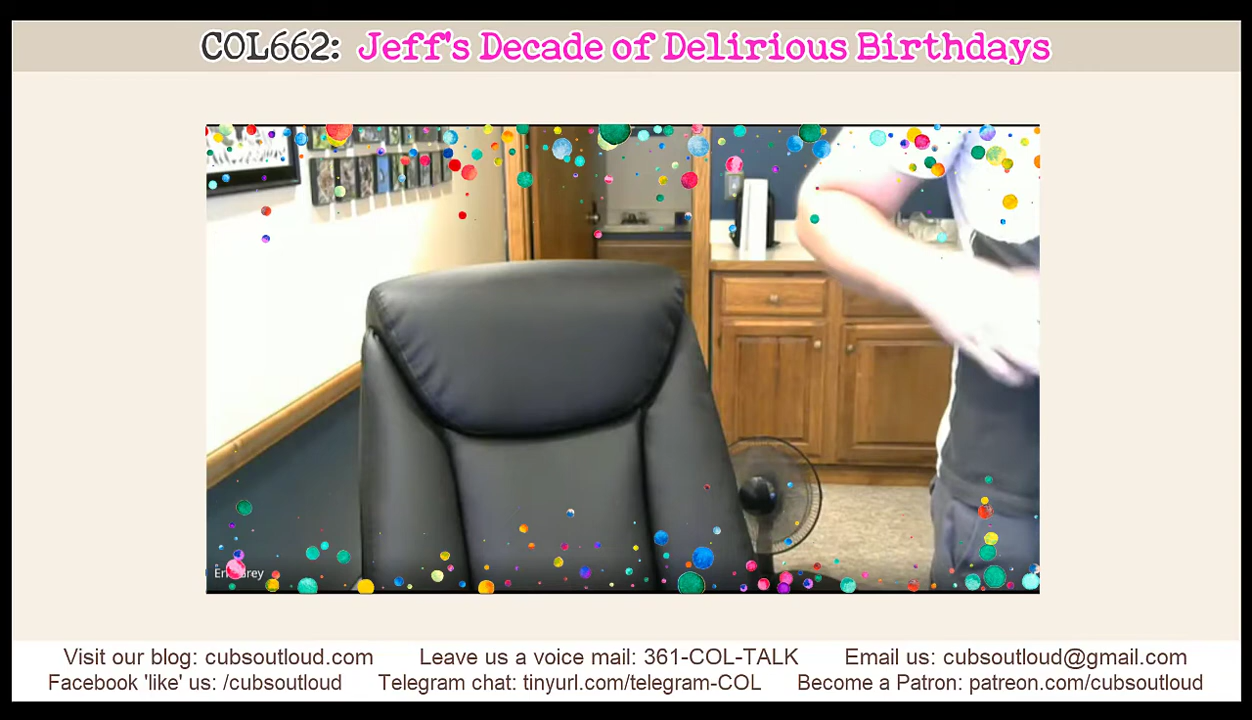 COL662: Jeff's Decade of Delirious Birthdays
Visit our blog: cubsoutloud.com Leave us a voice mail: 361-COL-TALK Email us: cubsoutloud@gmail.com
Facebook 'like' us: /cubsoutloud Telegram chat: tinyurl.com/telegram-COL Become a Patron: patreon.com/cubsoutloud